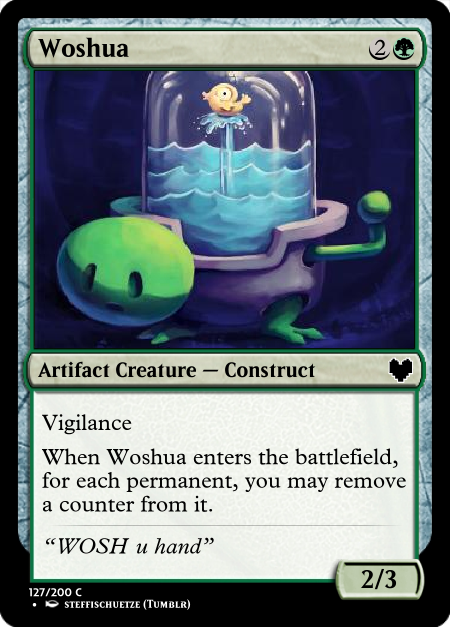 Woshua 2
Artifact Creature — Construct
Vigilance
When Woshua enters the battlefield,
for each permanent, you may remove
a counter from it.
“WOSH u hand”
2/3
127/200 C
• STEFFISCHUETZE (TUMBLR)